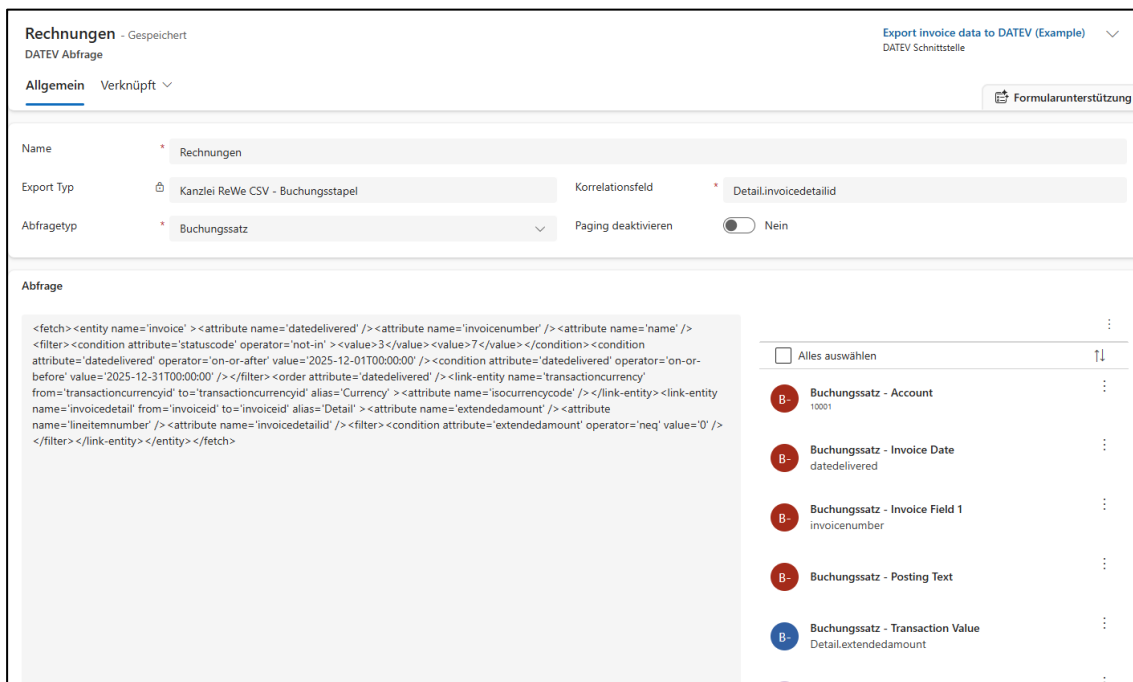 Rechnungen - Gespeichert
DATEV Abfrage
Export invoice data to DATEV (Example)
DATEV Schnittstelle
Allgemein Verknüpft
Formularunterstützung
Name * Rechnungen
Export Typ Kanzlei ReWe CSV - Buchungsstapel
Korrelationsfeld * Detail.invoicedetailid
Abfragetyp * Buchungssatz
Paging deaktivieren Nein
Abfrage
<fetch><entity name='invoice' ><attribute name='datedelivered' /><attribute name='invoicenumber' /><attribute name='name' />
<filter><condition attribute='statuscode' operator='not-in' ><value>3</value><value>7</value></condition><condition
attribute='datedelivered' operator='on-or-after' value='2025-12-01T00:00:00' /><condition attribute='datedelivered' operator='on-or-
before' value='2025-12-31T00:00:00' /></filter><order attribute='datedelivered' /><link-entity name='transactioncurrency'
from='transactioncurrencyid' to='transactioncurrencyid' alias='Currency' ><attribute name='isocurrencycode' /></link-entity><link-entity
name='invoicedetail' from='invoiceid' to='invoiceid' alias='Detail' ><attribute name='extendedamount' /><attribute
name='lineitemnumber' /><attribute name='invoicedetailid' /><filter><condition attribute='extendedamount' operator='neq' value='0' />
</filter></link-entity></entity></fetch>
Alles auswählen
B- Buchungssatz - Account
10001
B- Buchungssatz - Invoice Date
datedelivered
B- Buchungssatz - Invoice Field 1
invoicenumber
B- Buchungssatz - Posting Text
B- Buchungssatz - Transaction Value
Detail.extendedamount